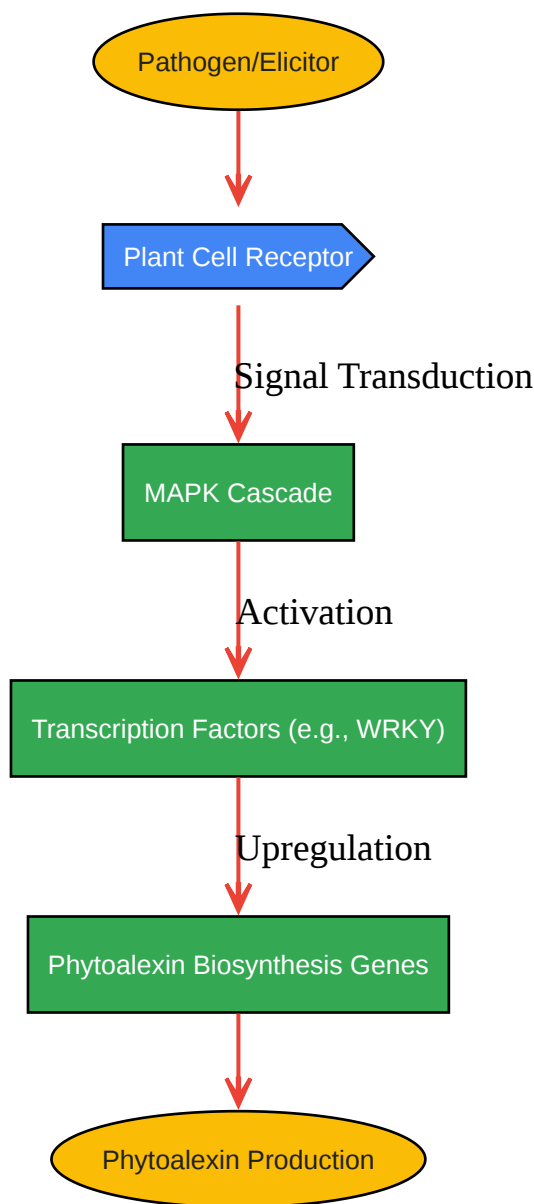 Pathogen/Elicitor
Plant Cell Receptor
Signal Transduction
MAPK Cascade
Activation
Transcription Factors (e.g., WRKY)
Upregulation
Phytoalexin Biosynthesis Genes
Phytoalexin Production